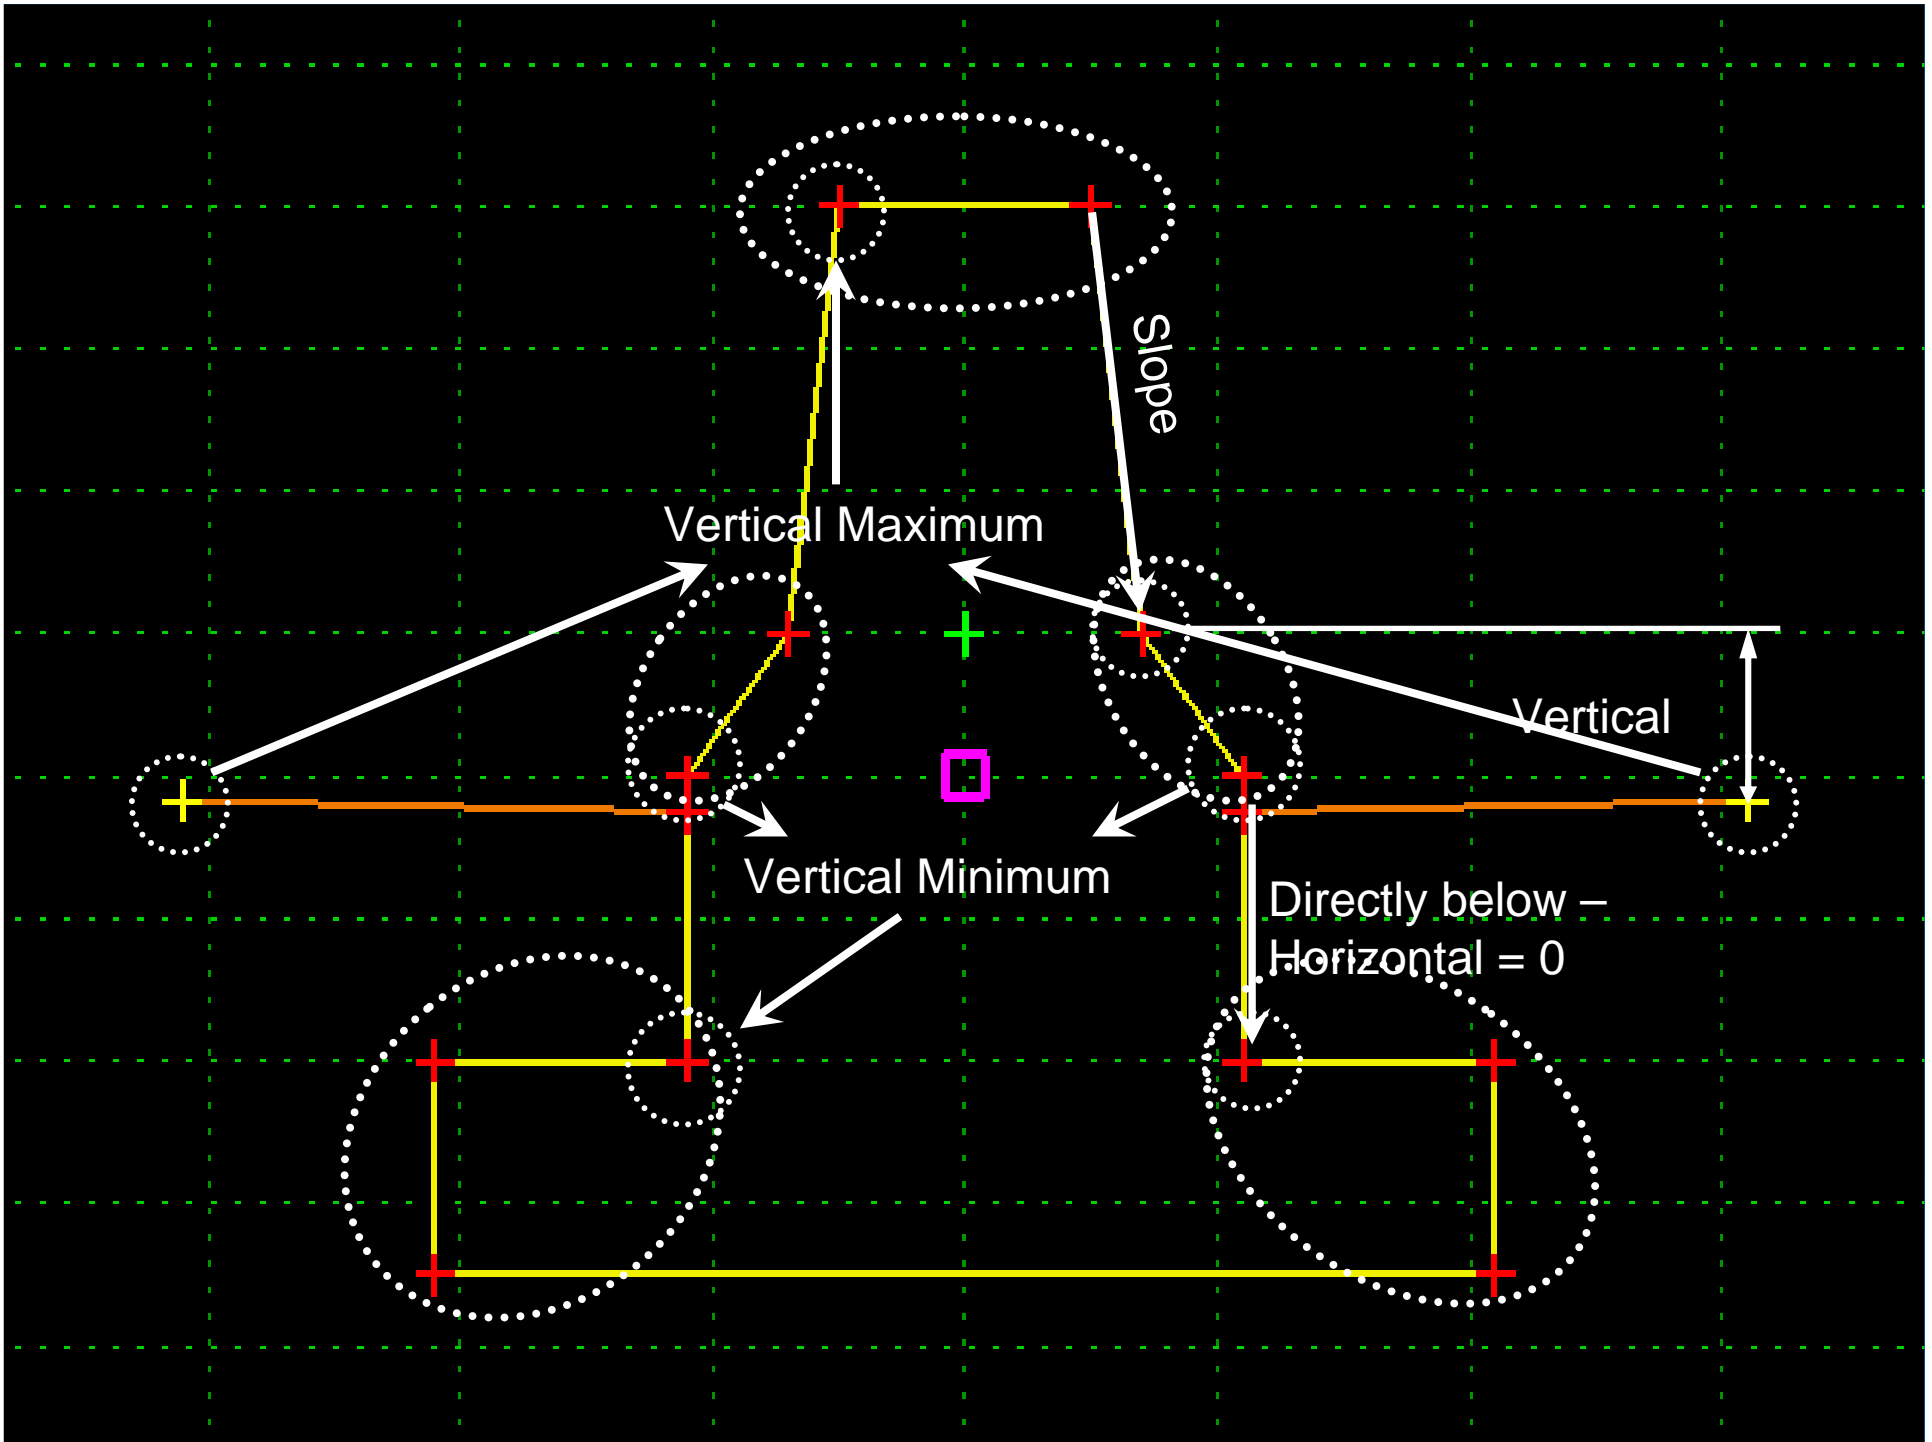 Slope
Vertical Maximum
Vertical
Vertical Minimum
Directly below –
Horizontal = 0